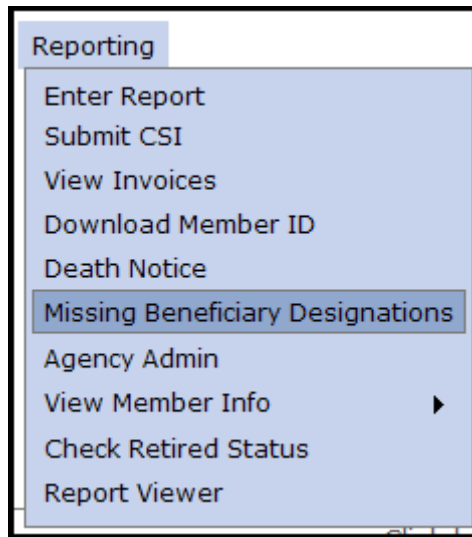 Reporting
Enter Report
Submit CSI
View Invoices
Download Member ID
Death Notice
Missing Beneficiary Designations
Agency Admin
View Member Info
Check Retired Status
Report Viewer